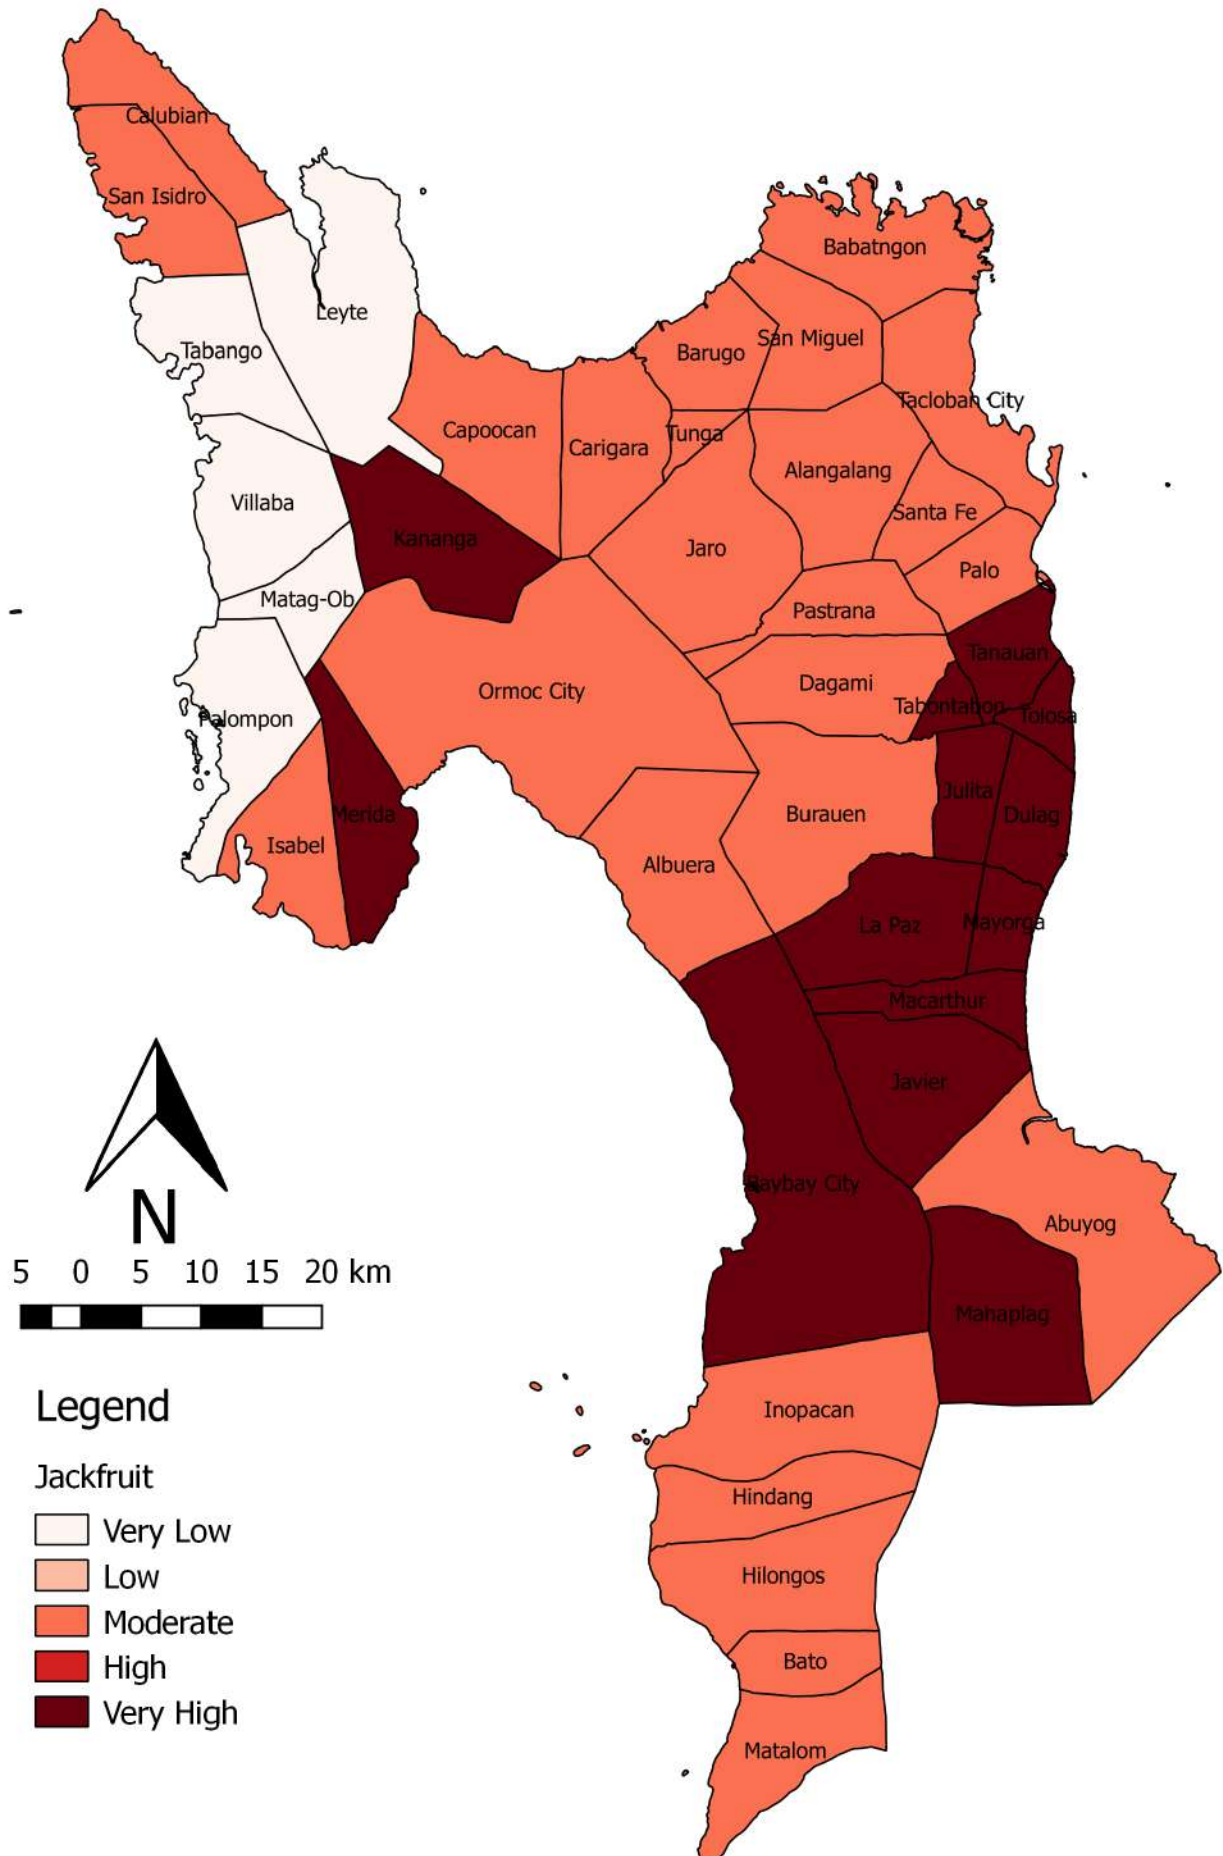 Calubian
San Isidro
Babatngon
Leyte
San Miguel
Tabango
Barugo
Tacloban City
Capoocan
Tunga
Carigara
Alangalang
Villaba
Santa Fe
Kananga
Jaro
Palo
Matag-Ob
Pastrana
Tanauan
Dagami
Ormoc City
Tabontabon
Tolosa
Palompon
Julita
Merida
Burauen
Dulag
Isabel
Albuera
La Paz
Mayorga
Macarthur
Javier
Baybay City
N
Abuyog
5 0 5 10 15 20 km
Mahaplag
Legend
Inopacan
Jackfruit
Hindang
Very Low
Low
Hilongos
Moderate
High
Bato
Very High
Matalom